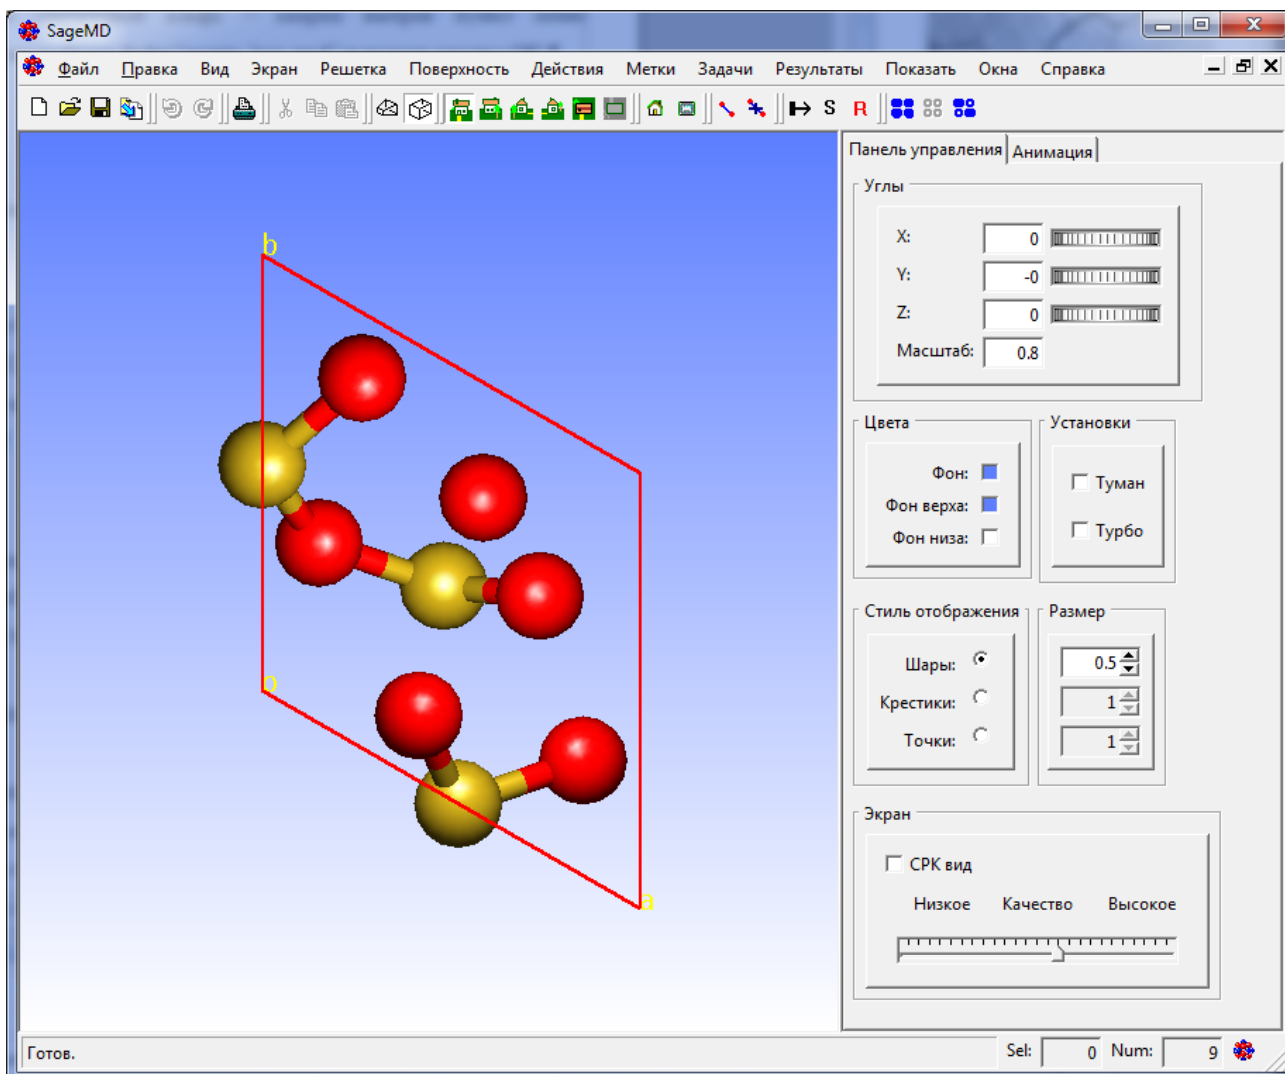 SageMD
Файл Правка Вид Экран Решетка Поверхность Действия Метки Задачи Результаты Показать Окна Справка
S R
Панель управления Анимация
Углы
X: 0
Y: -0
Z: 0
Масштаб: 0.8
Цвета
Фон:
Фон верха:
Фон низа:
Установки
Туман
Турбо
Стиль отображения
Шары:
Крестики:
Точки:
Размер
0.5
1
1
Экран
СРК вид
Низкое Качество Высокое
b
o
a
Готов.
Sel: 0 Num: 9